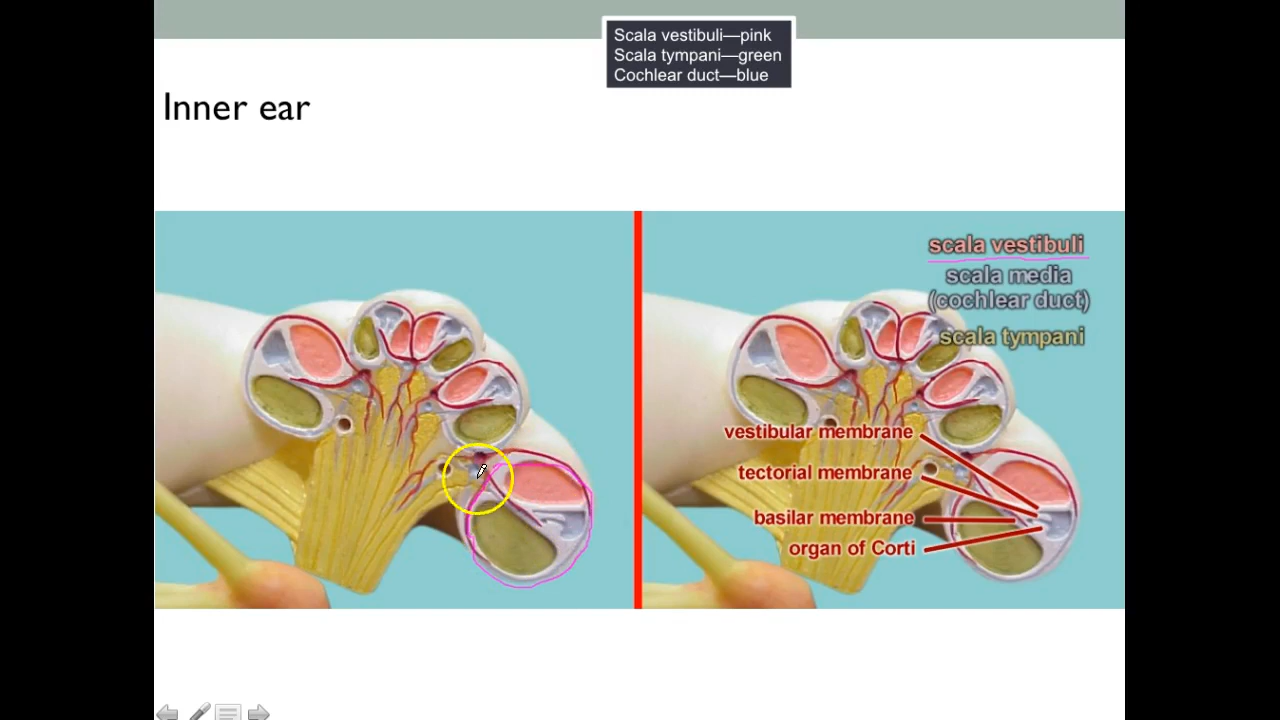 Scala vestibuli—pink
Scala tympani—green
Cochlear duct—blue
Inner ear
scala vestibuli
scala media
(cochlear duct)
scala tympani
vestibular membrane
tectorial membrane
basilar membrane
organ of Corti